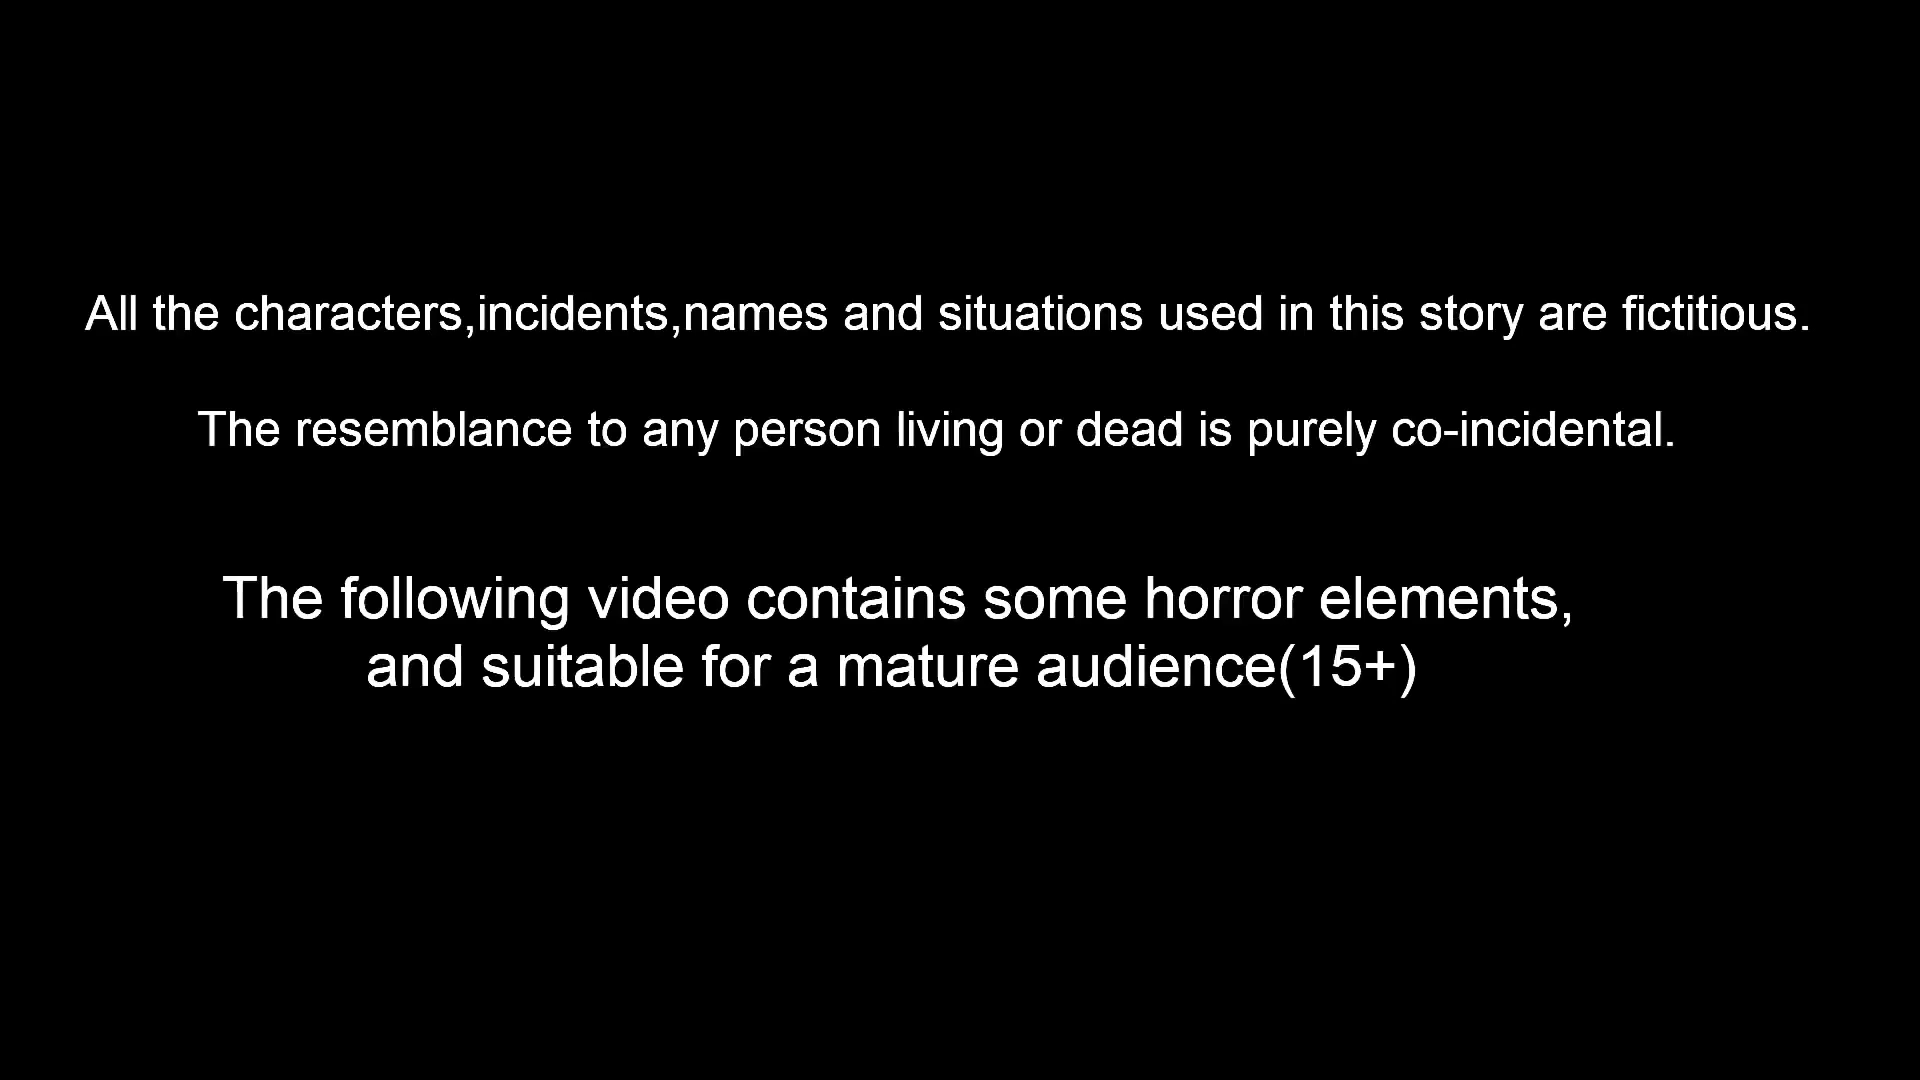 All the characters,incidents,names and situations used in this story are fictitious.
The resemblance to any person living or dead is purely co-incidental.
The following video contains some horror elements,
and suitable for a mature audience(15+)